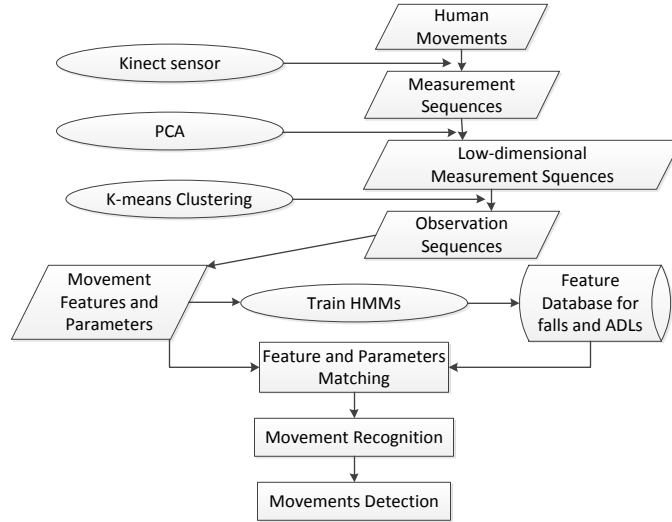 Human
Movements
Kinect sensor
Measurement
Sequences
PCA
Low-dimensional
Measurement Squences
K-means Clustering
Observation
Sequences
Movement
Features and
Parameters
Train HMMs
Feature
Database for
falls and ADLs
Feature and Parameters
Matching
Movement Recognition
Movements Detection